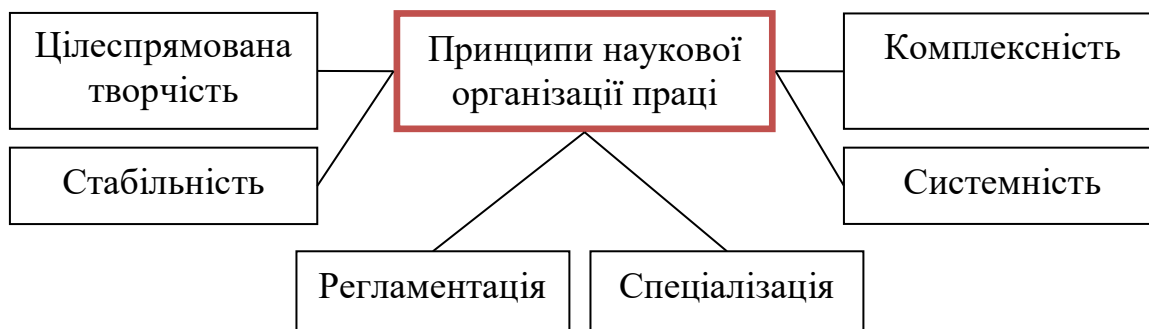 Цілеспрямована
творчість
Принципи наукової
організації праці
Комплексність
Стабільність
Системність
Регламентація
Спеціалізація